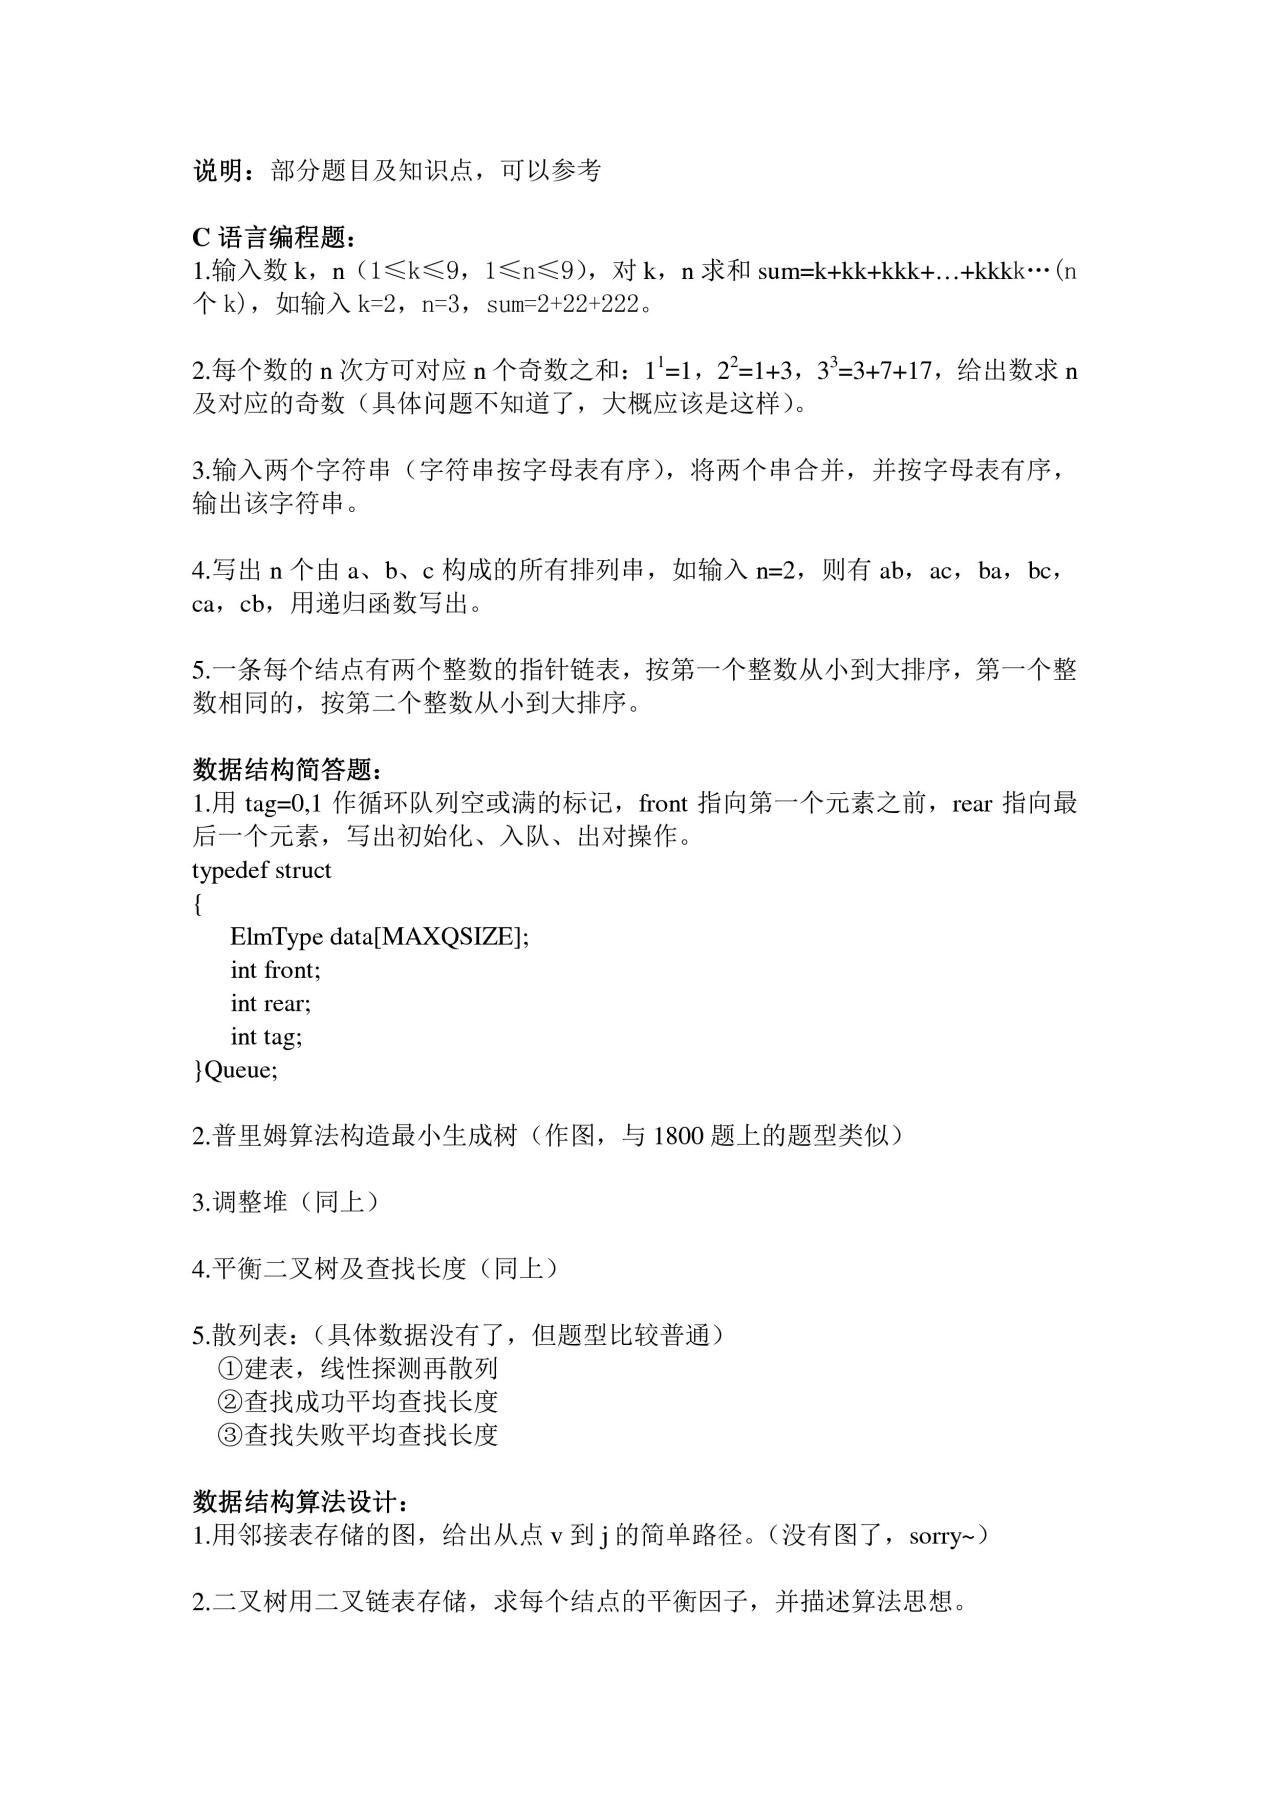 说明：部分题目及知识点，可以参考
C 语言编程题：
1.输入数 k，n（1≤k≤9，1≤n≤9），对 k，n 求和 sum=k+kk+kkk+…+kkkk…(n
个 k)，如输入 k=2，n=3，sum=2+22+222。
2.每个数的 n 次方可对应 n 个奇数之和：1¹=1，2²=1+3，3³=3+7+17，给出数求 n
及对应的奇数（具体问题不知道了，大概应该是这样）。
3.输入两个字符串（字符串按字母表有序），将两个串合并，并按字母表有序，
输出该字符串。
4.写出 n 个由 a、b、c 构成的所有排列串，如输入 n=2，则有 ab，ac，ba，bc，
ca，cb，用递归函数写出。
5.一条每个结点有两个整数的指针链表，按第一个整数从小到大排序，第一个整
数相同的，按第二个整数从小到大排序。
数据结构简答题：
1.用 tag=0,1 作循环队列空或满的标记，front 指向第一个元素之前，rear 指向最
后一个元素，写出初始化、入队、出对操作。
typedef struct
{
ElmType data[MAXQSIZE];
int front;
int rear;
int tag;
}Queue;
2.普里姆算法构造最小生成树（作图，与 1800 题上的题型类似）
3.调整堆（同上）
4.平衡二叉树及查找长度（同上）
5.散列表：（具体数据没有了，但题型比较普通）
①建表，线性探测再散列
②查找成功平均查找长度
③查找失败平均查找长度
数据结构算法设计：
1.用邻接表存储的图，给出从点 v 到 j 的简单路径。（没有图了，sorry~）
2.二叉树用二叉链表存储，求每个结点的平衡因子，并描述算法思想。